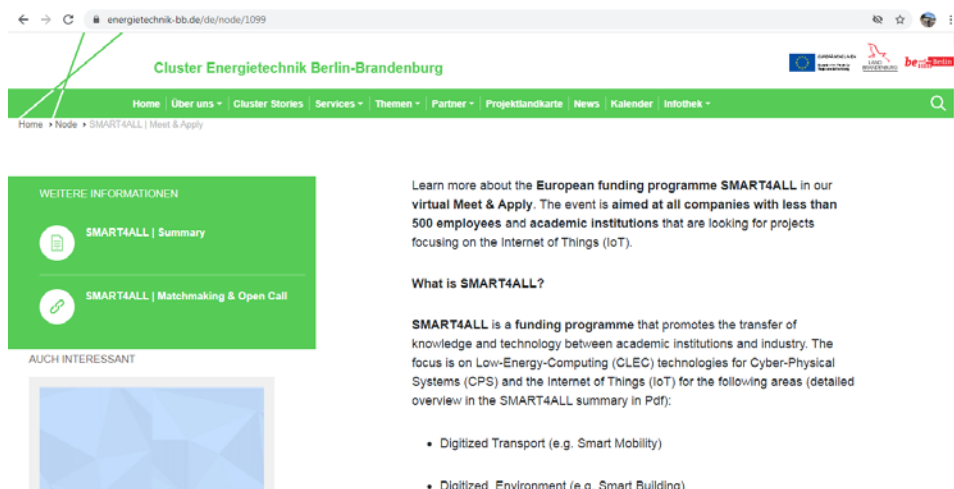 energietechnik-bb.de/de/node/1099
Cluster Energietechnik Berlin-Brandenburg
EUROPÄISCHE UNION
LAND
BRANDENBURG
be Berlin
Home Über uns Cluster Stories Services Themen Partner Projektlandkarte News Kalender Infothek
Home Node SMART4ALL | Meet & Apply
WEITERE INFORMATIONEN
SMART4ALL | Summary
SMART4ALL | Matchmaking & Open Call
AUCH INTERESSANT
Learn more about the European funding programme SMART4ALL in our
virtual Meet & Apply. The event is aimed at all companies with less than
500 employees and academic institutions that are looking for projects
focusing on the Internet of Things (IoT).
What is SMART4ALL?
SMART4ALL is a funding programme that promotes the transfer of
knowledge and technology between academic institutions and industry. The
focus is on Low-Energy-Computing (CLEC) technologies for Cyber-Physical
Systems (CPS) and the Internet of Things (IoT) for the following areas (detailed
overview in the SMART4ALL summary in Pdf):
• Digitized Transport (e.g. Smart Mobility)
• Digitized Environment (e.g. Smart Building)